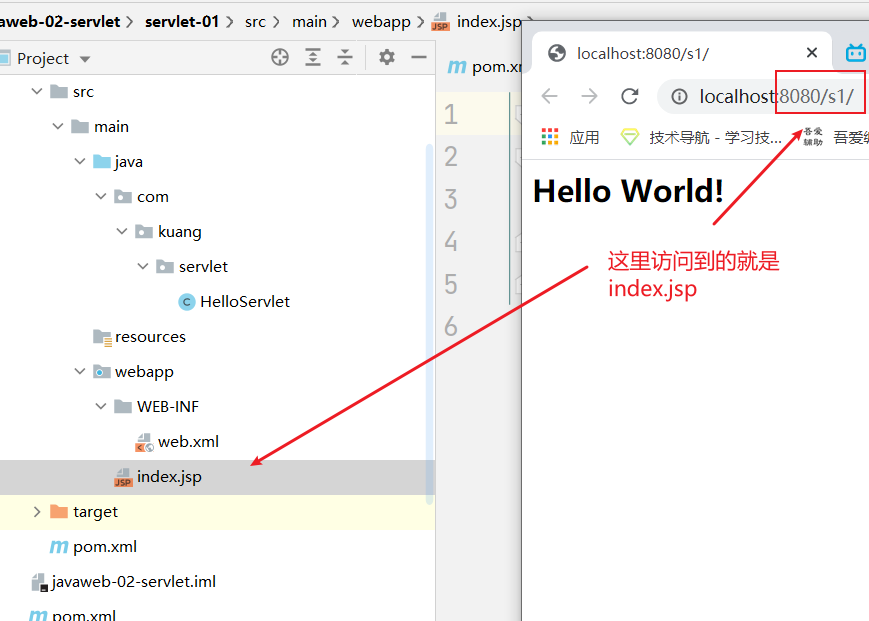 avaweb-02-servlet > servlet-01 > src > main > webapp > index.jsp
Project
src
main
java
com
kuang
servlet
HelloServlet
resources
webapp
WEB-INF
web.xml
index.jsp
target
pom.xml
javaweb-02-servlet.iml
pom.xml
pom.xm
1
2
3
4
5
6
localhost:8080/s1/
localhost:8080/s1/
应用
技术导航 - 学习技...
吾爱
辅助
吾爱编
Hello World!
这里访问到的就是
index.jsp